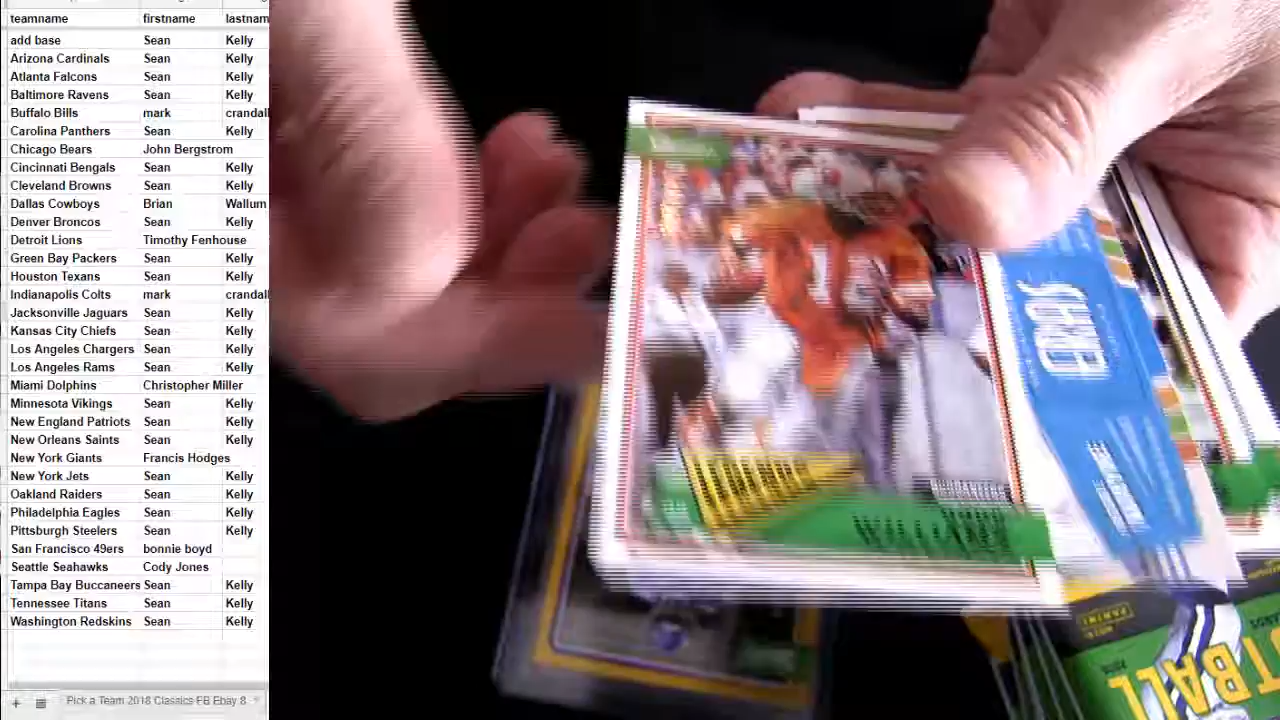 teamname firstname lastnam
add base Sean Kelly
Arizona Cardinals Sean Kelly
Atlanta Falcons Sean Kelly
Baltimore Ravens Sean Kelly
Buffalo Bills mark crandall
Carolina Panthers Sean Kelly
Chicago Bears John Bergstrom
Cincinnati Bengals Sean Kelly
Cleveland Browns Sean Kelly
Dallas Cowboys Brian Wallum
Denver Broncos Sean Kelly
Detroit Lions Timothy Fenhouse
Green Bay Packers Sean Kelly
Houston Texans Sean Kelly
Indianapolis Colts mark crandall
Jacksonville Jaguars Sean Kelly
Kansas City Chiefs Sean Kelly
Los Angeles Chargers Sean Kelly
Los Angeles Rams Sean Kelly
Miami Dolphins Christopher Miller
Minnesota Vikings Sean Kelly
New England Patriots Sean Kelly
New Orleans Saints Sean Kelly
New York Giants Francis Hodges
New York Jets Sean Kelly
Oakland Raiders Sean Kelly
Philadelphia Eagles Sean Kelly
Pittsburgh Steelers Sean Kelly
San Francisco 49ers bonnie boyd
Seattle Seahawks Cody Jones
Tampa Bay Buccaneers Sean Kelly
Tennessee Titans Sean Kelly
Washington Redskins Sean Kelly
+ Pick a Team 2018 Classics FB Ebay 8
PANINI
TBALL